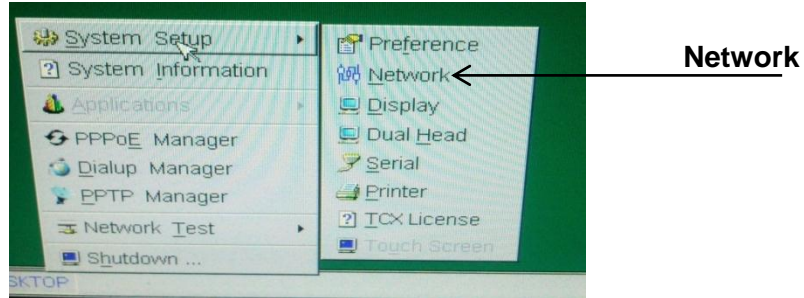 System Setup
System Information
Applications
PPPoE Manager
Dialup Manager
PPTP Manager
Network Test
Shutdown ...
SKTOP
Preference
Network
Display
Dual Head
Serial
Printer
TCX License
Touch Screen
Network